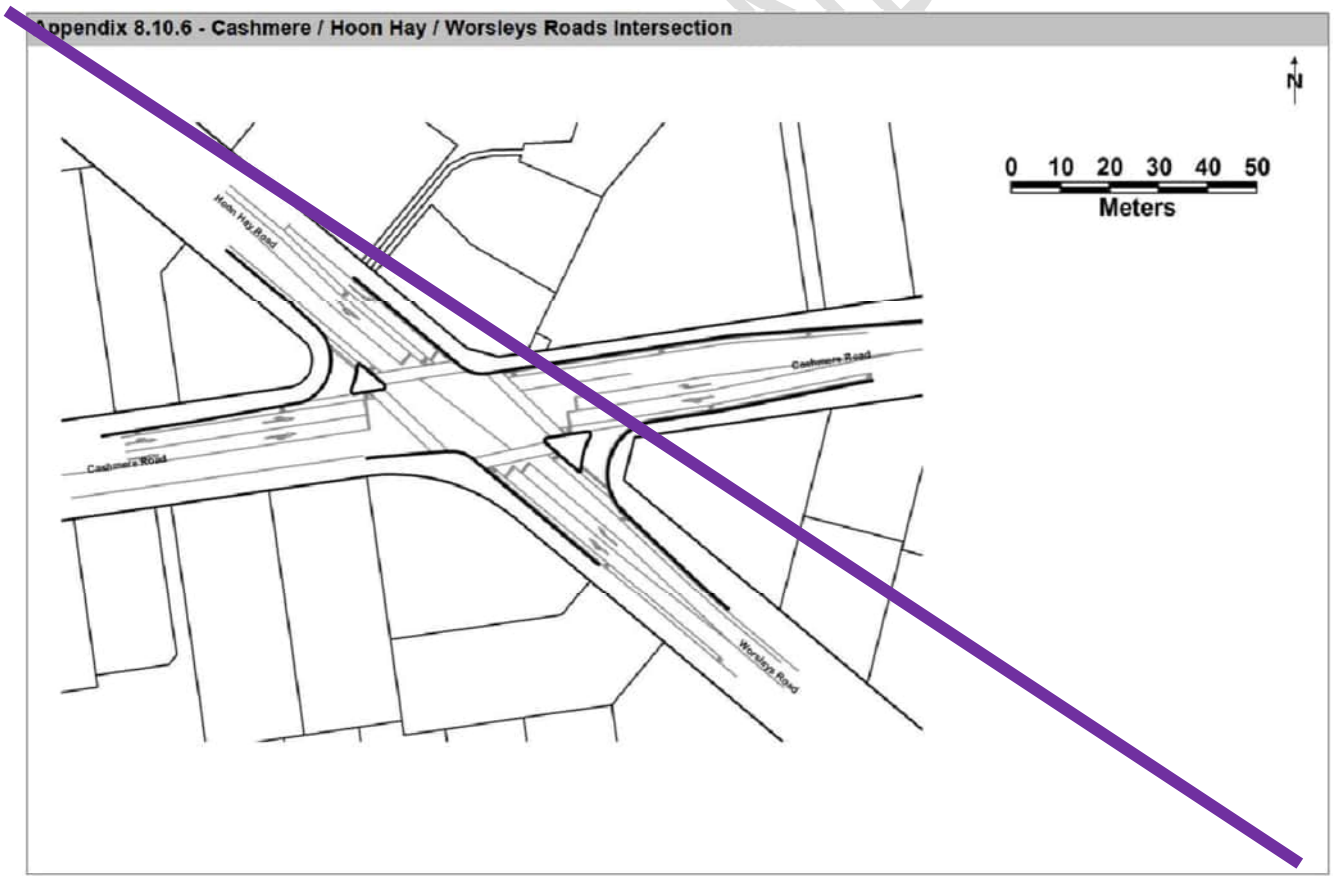 Appendix 8.10.6 - Cashmere / Hoon Hay / Worsleys Roads Intersection
N
0 10 20 30 40 50
Meters
Hoon Hay Road
Cashmere Road
Cashmere Road
Worsleys Road